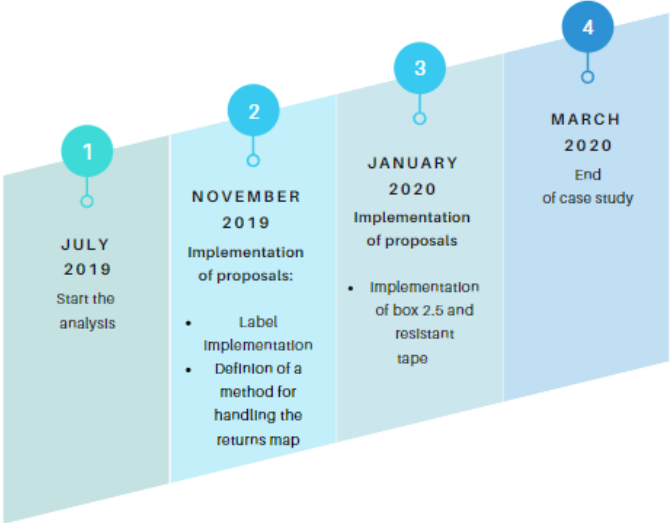 1
JULY
2019
Start the
analysis
2
NOVEMBER
2019
Implementation
of proposals:
• Label
Implementation
• Definion of a
method for
handling the
returns map
3
JANUARY
2020
Implementation
of proposals
• Implementation
of box 2.5 and
resistant
tape
4
MARCH
2020
End
of case study